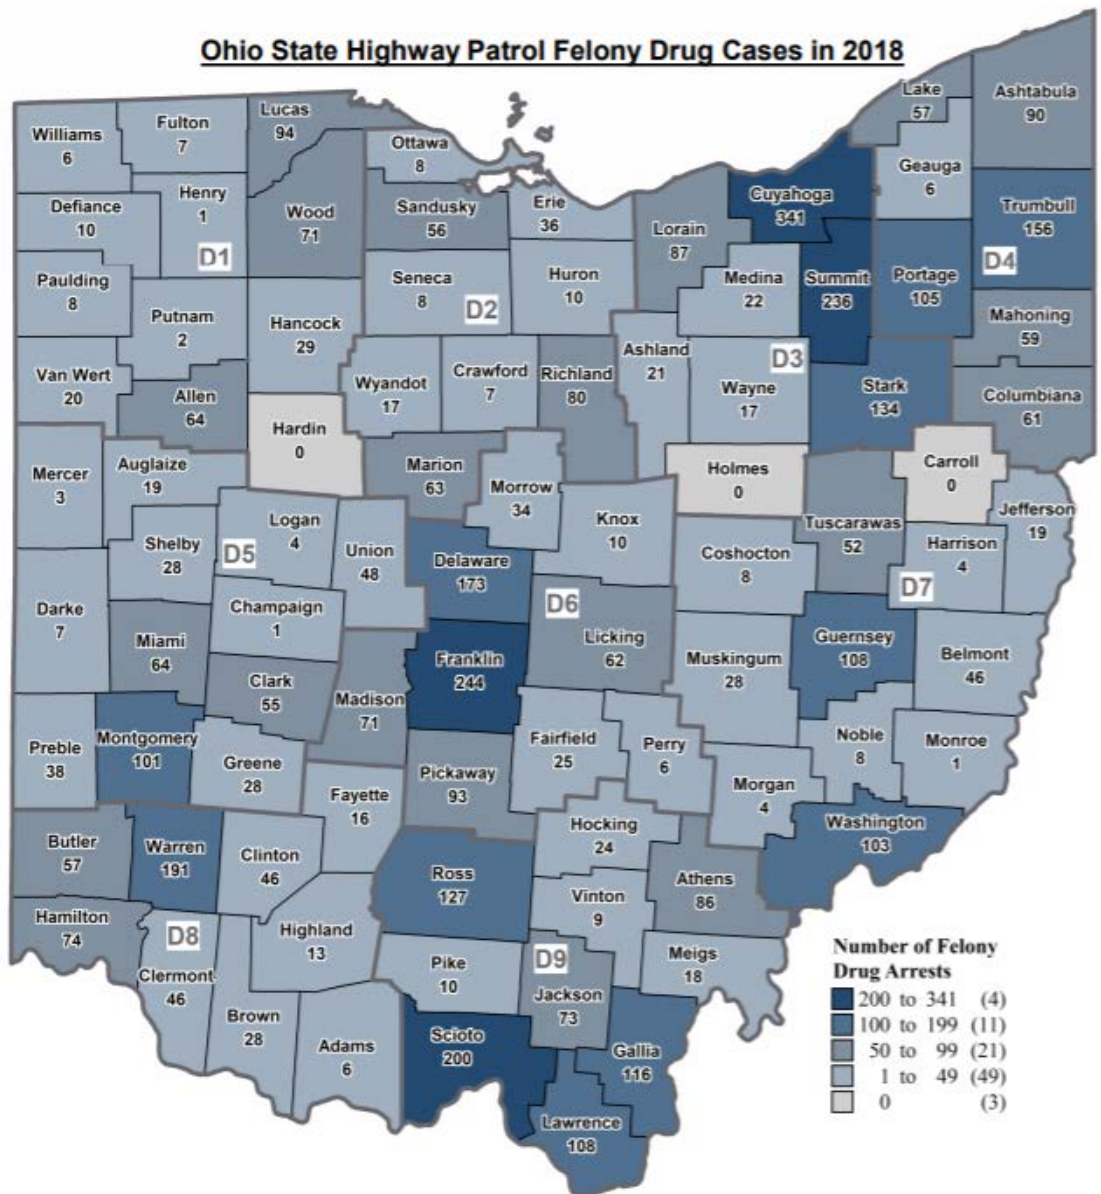 Ohio State Highway Patrol Felony Drug Cases in 2018
Williams
6
Fulton
7
Lucas
94
Ottawa
8
Lake
57
Ashtabula
90
Geauga
6
Defiance
10
Henry
1
Wood
71
Sandusky
56
Erie
36
Lorain
87
Cuyahoga
341
Trumbull
156
D1
D4
Paulding
8
Putnam
2
Hancock
29
Seneca
8
D2
Huron
10
Medina
22
Summit
236
Portage
105
Mahoning
59
Van Wert
20
Allen
64
Hardin
0
Wyandot
17
Crawford
7
Richland
80
Ashland
21
Wayne
17
D3
Stark
134
Columbiana
61
Mercer
3
Auglaize
19
Marion
63
Morrow
34
Holmes
0
Carroll
0
Jefferson
19
Shelby
28
Logan
4
D5
Union
48
Delaware
173
Knox
10
Coshocton
8
Tuscarawas
52
Harrison
4
D7
Darke
7
Miami
64
Champaign
1
D6
Licking
62
Franklin
244
Muskingum
28
Guernsey
108
Belmont
46
Clark
55
Madison
71
Preble
38
Montgomery
101
Greene
28
Fayette
16
Pickaway
93
Fairfield
25
Perry
6
Morgan
4
Noble
8
Monroe
1
Butler
57
Warren
191
Clinton
46
Ross
127
Hocking
24
Athens
86
Washington
103
Hamilton
74
D8
Clermont
46
Highland
13
Pike
10
Vinton
9
D9
Jackson
73
Meigs
18
Brown
28
Adams
6
Scioto
200
Gallia
116
Lawrence
108
Number of Felony
Drug Arrests
200 to 341 (4)
100 to 199 (11)
50 to 99 (21)
1 to 49 (49)
0 (3)